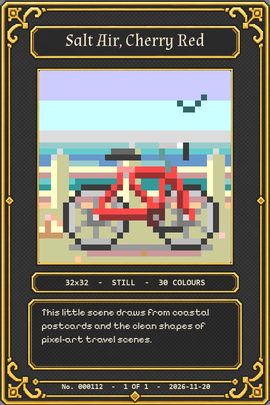 Salt Air, Cherry Red
32x32 - STILL - 30 COLOURS
This little scene draws from coastal
postcards and the clean shapes of
pixel-art travel scenes.
No. 000112 - 1 OF 1 - 2026-11-20